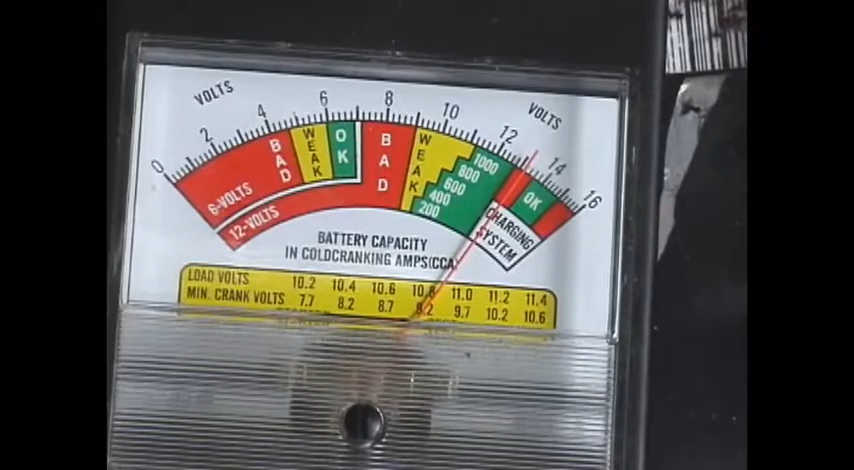 VOLTS VOLTS
0 2 4 6 8 10 12 14 16
BAD WEAK OK BAD WEAK 1000 OK
800
600
400
200
6-VOLTS
12-VOLTS
CHARGING
SYSTEM
BATTERY CAPACITY
IN COLDCRANKING AMPS(CCA)
LOAD VOLTS 10.2 10.4 10.6 10.8 11.0 11.2 11.4
MIN. CRANK VOLTS 7.7 8.2 8.7 9.2 9.7 10.2 10.6